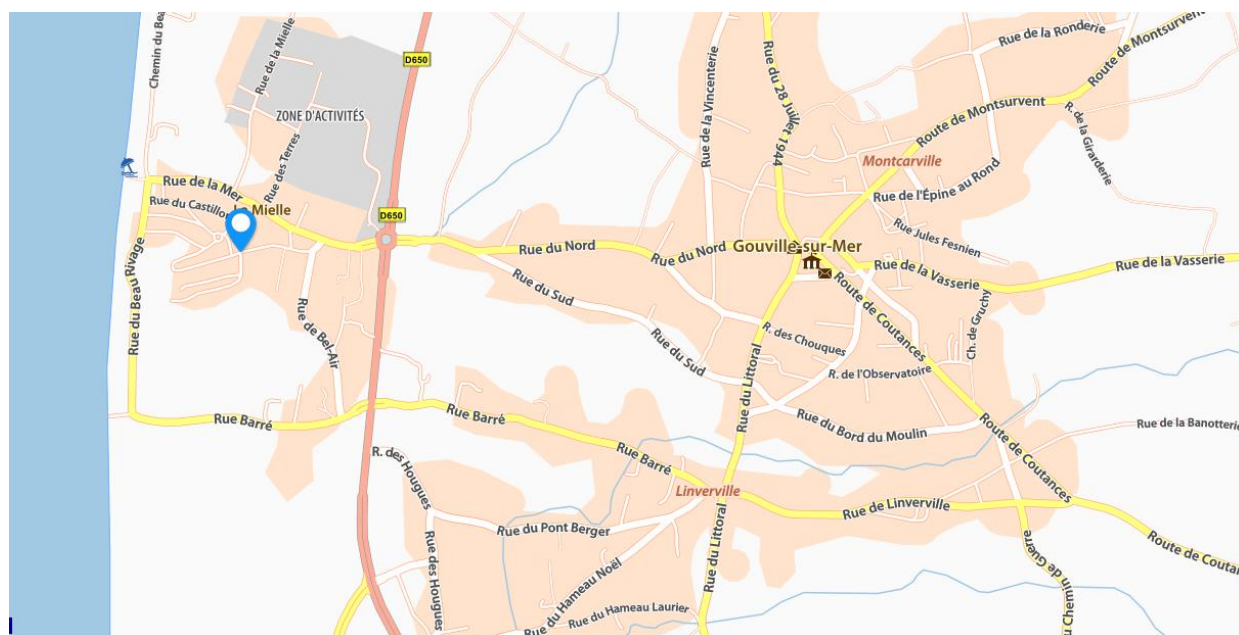 Chemin du Beau
Rue de la Mielle
D650
ZONE D'ACTIVITÉS
Rue des Terres
Rue de la Mer
Rue du Castillon
Mielle
D650
Rue du Beau Rivage
Rue de Bel-Air
Rue Barré
Rue Barré
Rue Barré
Rue du Nord
Rue du Nord
Rue du Sud
Rue du Sud
Rue de la Vincenterie
Rue du 28 Juillet 1944
Rue de la Ronderie
Route de Montsurvent
Route de Montsurvent
R. de la Girarderie
Montcarville
Rue de l'Épine au Rond
Rue Jules Fesnien
Gouville-sur-Mer
Rue de la Vasserie
Rue de la Vasserie
Route de Coutances
Ch. de Gruchy
R. des Chouques
R. de l'Observatoire
Rue du Littoral
Rue du Bord du Moulin
Route de Coutances
Rue de la Banotterie
Linverville
Rue de Linverville
R. des Hougues
Rue du Pont Berger
Rue des Hougues
Rue du Hameau Noël
Rue du Hameau Laurier
Rue du Littoral
u Chemin de Guerre
Route de Coutan